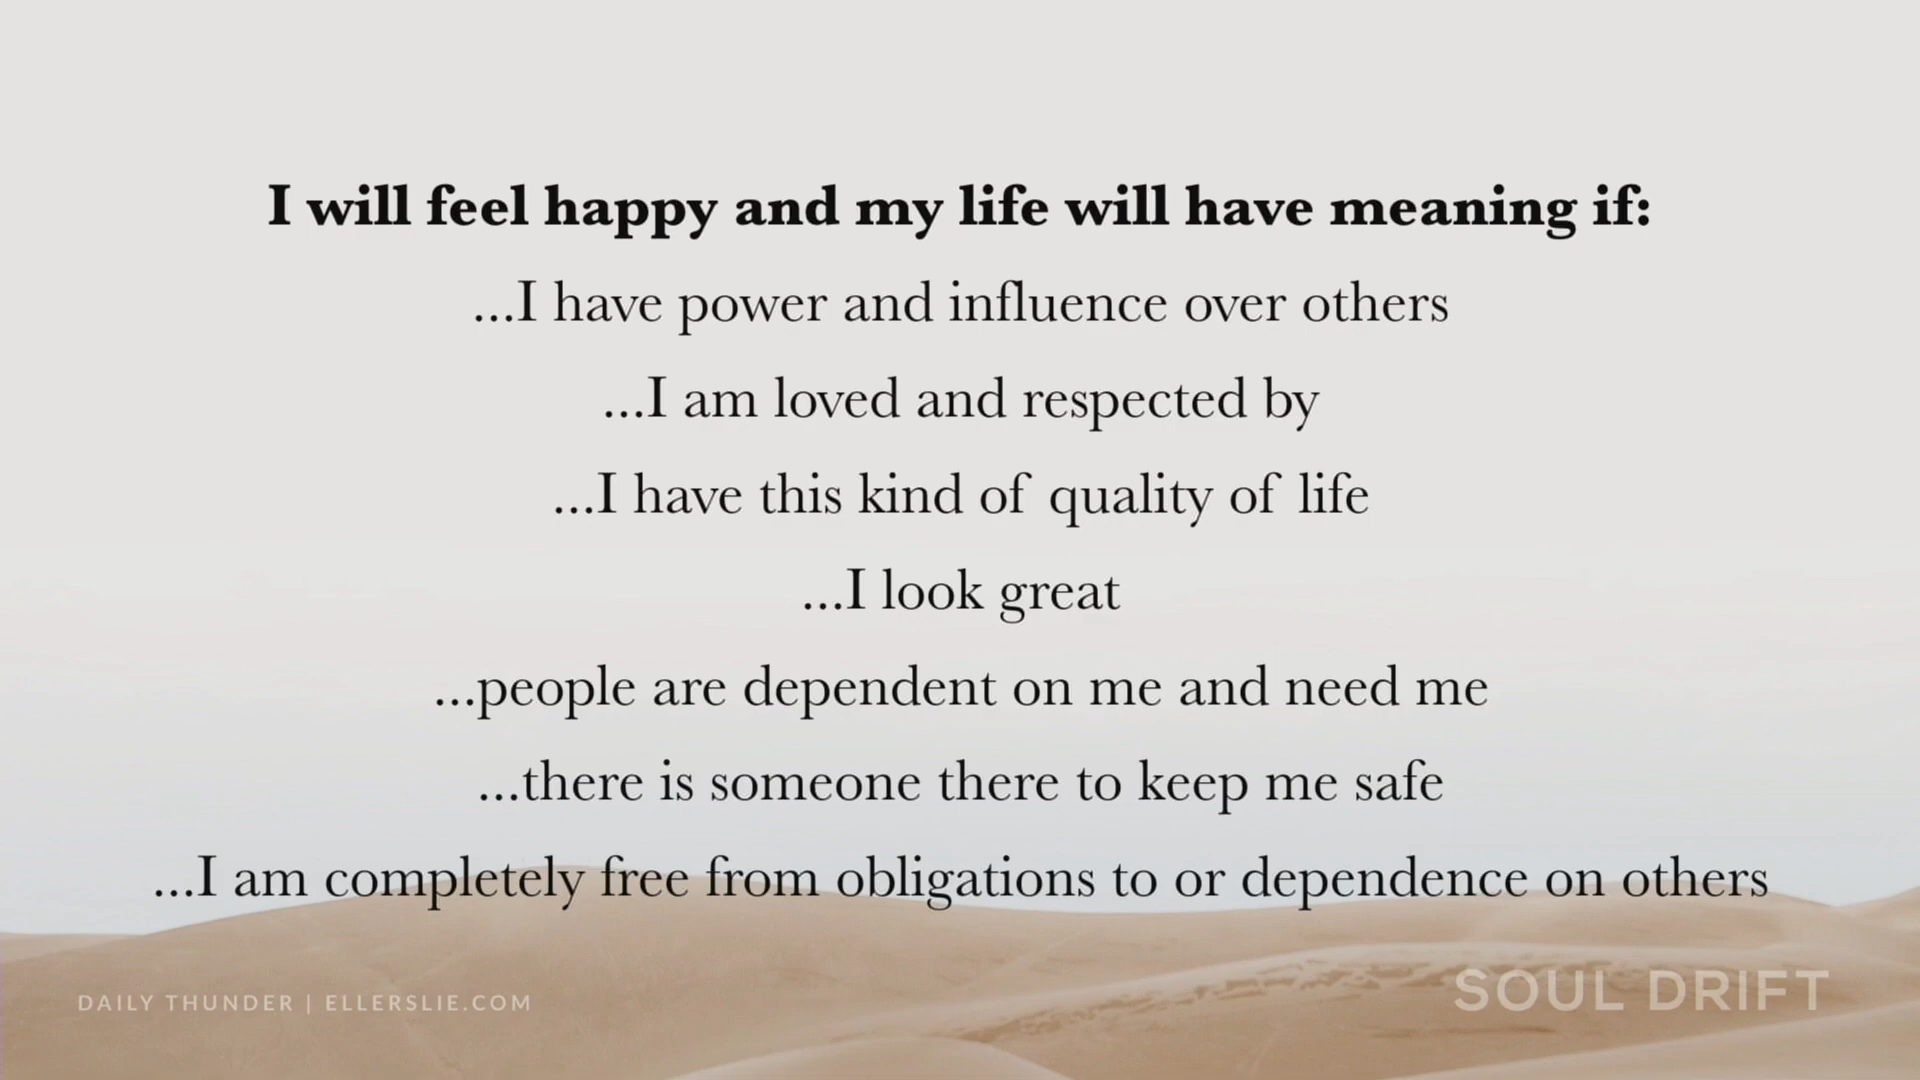 I will feel happy and my life will have meaning if:
...I have power and influence over others
...I am loved and respected by
...I have this kind of quality of life
...I look great
...people are dependent on me and need me
...there is someone there to keep me safe
...I am completely free from obligations to or dependence on others
DAILY THUNDER | ELLERSLIE.COM
SOUL DRIFT